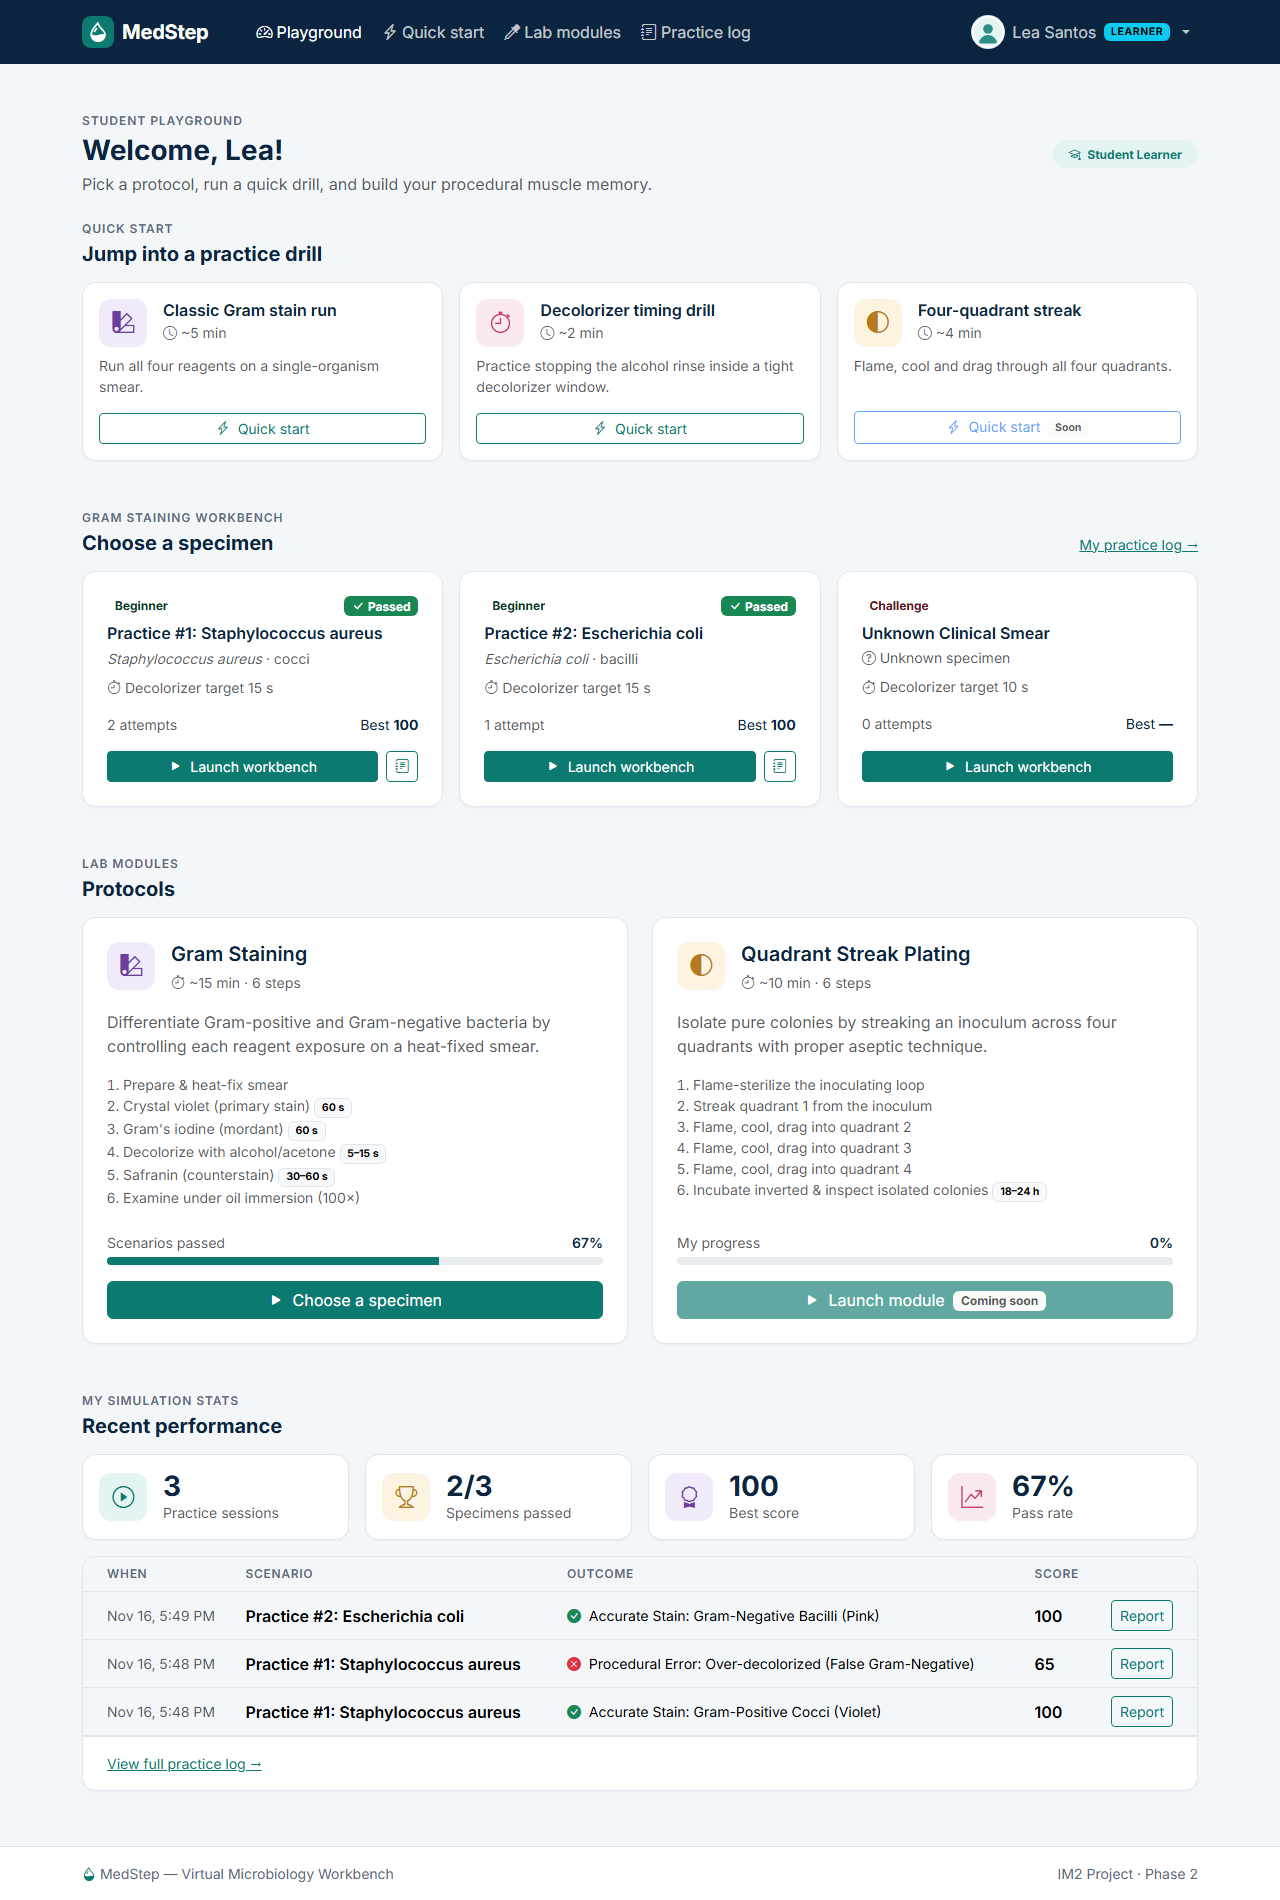 MedStep
Playground
Quick start
Lab modules
Practice log
Lea Santos
LEARNER
STUDENT PLAYGROUND
Welcome, Lea!
Pick a protocol, run a quick drill, and build your procedural muscle memory.
Student Learner
QUICK START
Jump into a practice drill
Classic Gram stain run
~5 min
Run all four reagents on a single-organism
smear.
Quick start
Decolorizer timing drill
~2 min
Practice stopping the alcohol rinse inside a tight
decolorizer window.
Quick start
Four-quadrant streak
~4 min
Flame, cool and drag through all four quadrants.
Quick start Soon
GRAM STAINING WORKBENCH
Choose a specimen
My practice log →
Beginner
Passed
Practice #1: Staphylococcus aureus
Staphylococcus aureus · cocci
Decolorizer target 15 s
2 attempts
Best 100
Launch workbench
Beginner
Passed
Practice #2: Escherichia coli
Escherichia coli · bacilli
Decolorizer target 15 s
1 attempt
Best 100
Launch workbench
Challenge
Unknown Clinical Smear
Unknown specimen
Decolorizer target 10 s
0 attempts
Best —
Launch workbench
LAB MODULES
Protocols
Gram Staining
~15 min · 6 steps
Differentiate Gram-positive and Gram-negative bacteria by
controlling each reagent exposure on a heat-fixed smear.
1. Prepare & heat-fix smear
2. Crystal violet (primary stain) 60 s
3. Gram's iodine (mordant) 60 s
4. Decolorize with alcohol/acetone 5–15 s
5. Safranin (counterstain) 30–60 s
6. Examine under oil immersion (100×)
Scenarios passed
67%
Choose a specimen
Quadrant Streak Plating
~10 min · 6 steps
Isolate pure colonies by streaking an inoculum across four
quadrants with proper aseptic technique.
1. Flame-sterilize the inoculating loop
2. Streak quadrant 1 from the inoculum
3. Flame, cool, drag into quadrant 2
4. Flame, cool, drag into quadrant 3
5. Flame, cool, drag into quadrant 4
6. Incubate inverted & inspect isolated colonies 18–24 h
My progress
0%
Launch module Coming soon
MY SIMULATION STATS
Recent performance
3
Practice sessions
2/3
Specimens passed
100
Best score
67%
Pass rate
WHEN SCENARIO OUTCOME SCORE
Nov 16, 5:49 PM Practice #2: Escherichia coli Accurate Stain: Gram-Negative Bacilli (Pink) 100 Report
Nov 16, 5:48 PM Practice #1: Staphylococcus aureus Procedural Error: Over-decolorized (False Gram-Negative) 65 Report
Nov 16, 5:48 PM Practice #1: Staphylococcus aureus Accurate Stain: Gram-Positive Cocci (Violet) 100 Report
View full practice log →
MedStep — Virtual Microbiology Workbench
IM2 Project · Phase 2